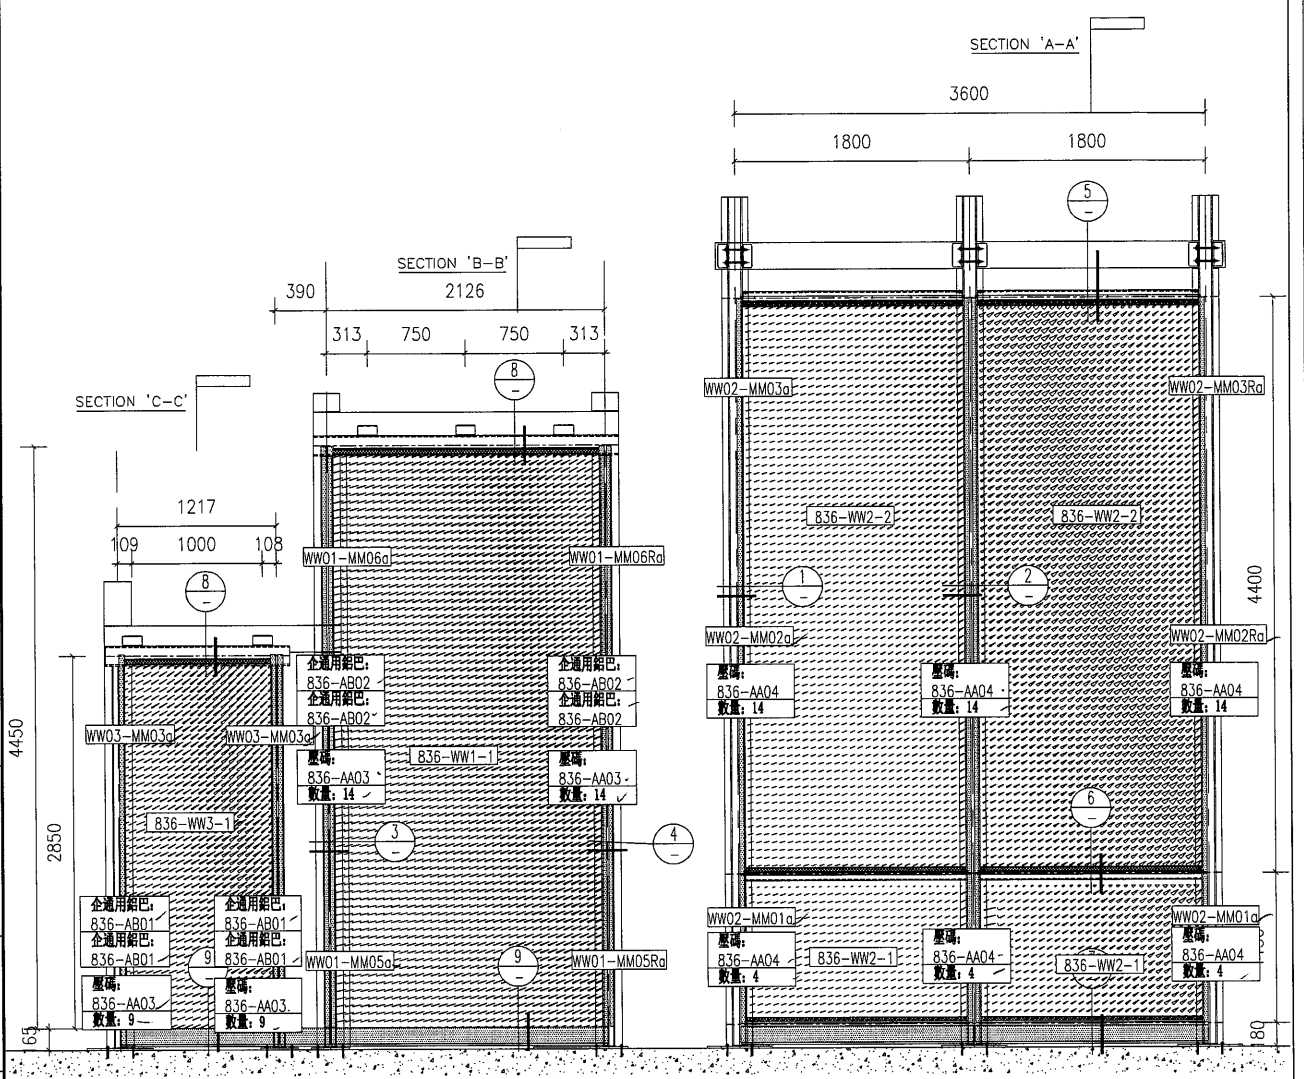 SECTION 'A-A'
3600
1800
1800
5
-
SECTION 'B-B'
390
2126
313
750
750
313
8
-
SECTION 'C-C'
1217
109
1000
108
8
-
WW02-MM03a
WW02-MM03Ra
836-WW2-2
836-WW2-2
WW01-MM06a
WW01-MM06Ra
1
-
2
-
4400
WW02-MM02a
WW02-MM02Ra
企通用鋁巴:
836-AB02
企通用鋁巴:
836-AB02
企通用鋁巴:
836-AB02
企通用鋁巴:
836-AB02
壓碼:
836-AA04
數量: 14
壓碼:
836-AA04
數量: 14
壓碼:
836-AA04
數量: 14
4450
WW03-MM03a
WW03-MM03a
836-WW1-1
壓碼:
836-AA03
數量: 14
壓碼:
836-AA03
數量: 14
836-WW3-1
2850
3
-
4
-
6
-
企通用鋁巴:
836-AB01
企通用鋁巴:
836-AB01
企通用鋁巴:
836-AB01
企通用鋁巴:
836-AB01
壓碼:
836-AA03
數量: 9
壓碼:
836-AA03
數量: 9
9
WW01-MM05a
9
-
WW01-MM05Ra
WW02-MM01a
WW02-MM01a
壓碼:
836-AA04
數量: 4
836-WW2-1
壓碼:
836-AA04
數量: 4
836-WW2-1
壓碼:
836-AA04
數量: 4
65
80